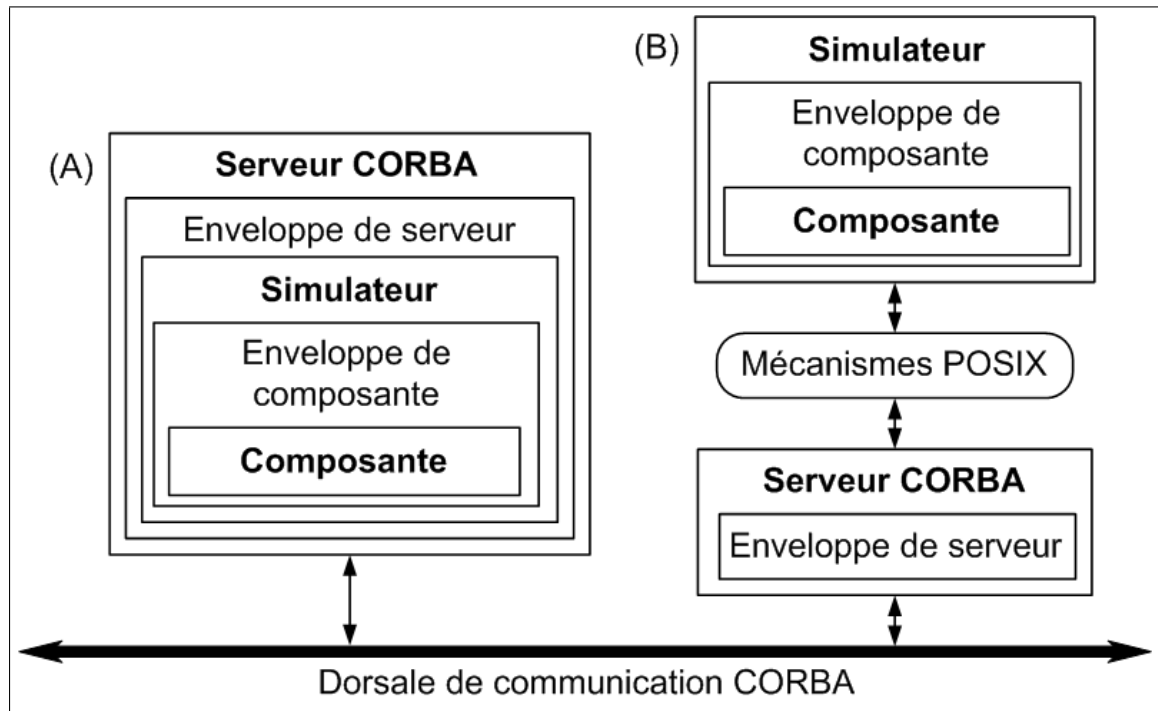 (A)
Serveur CORBA
Enveloppe de serveur
Simulateur
Enveloppe de
composante
Composante
(B)
Simulateur
Enveloppe de
composante
Composante
Mécanismes POSIX
Serveur CORBA
Enveloppe de serveur
Dorsale de communication CORBA